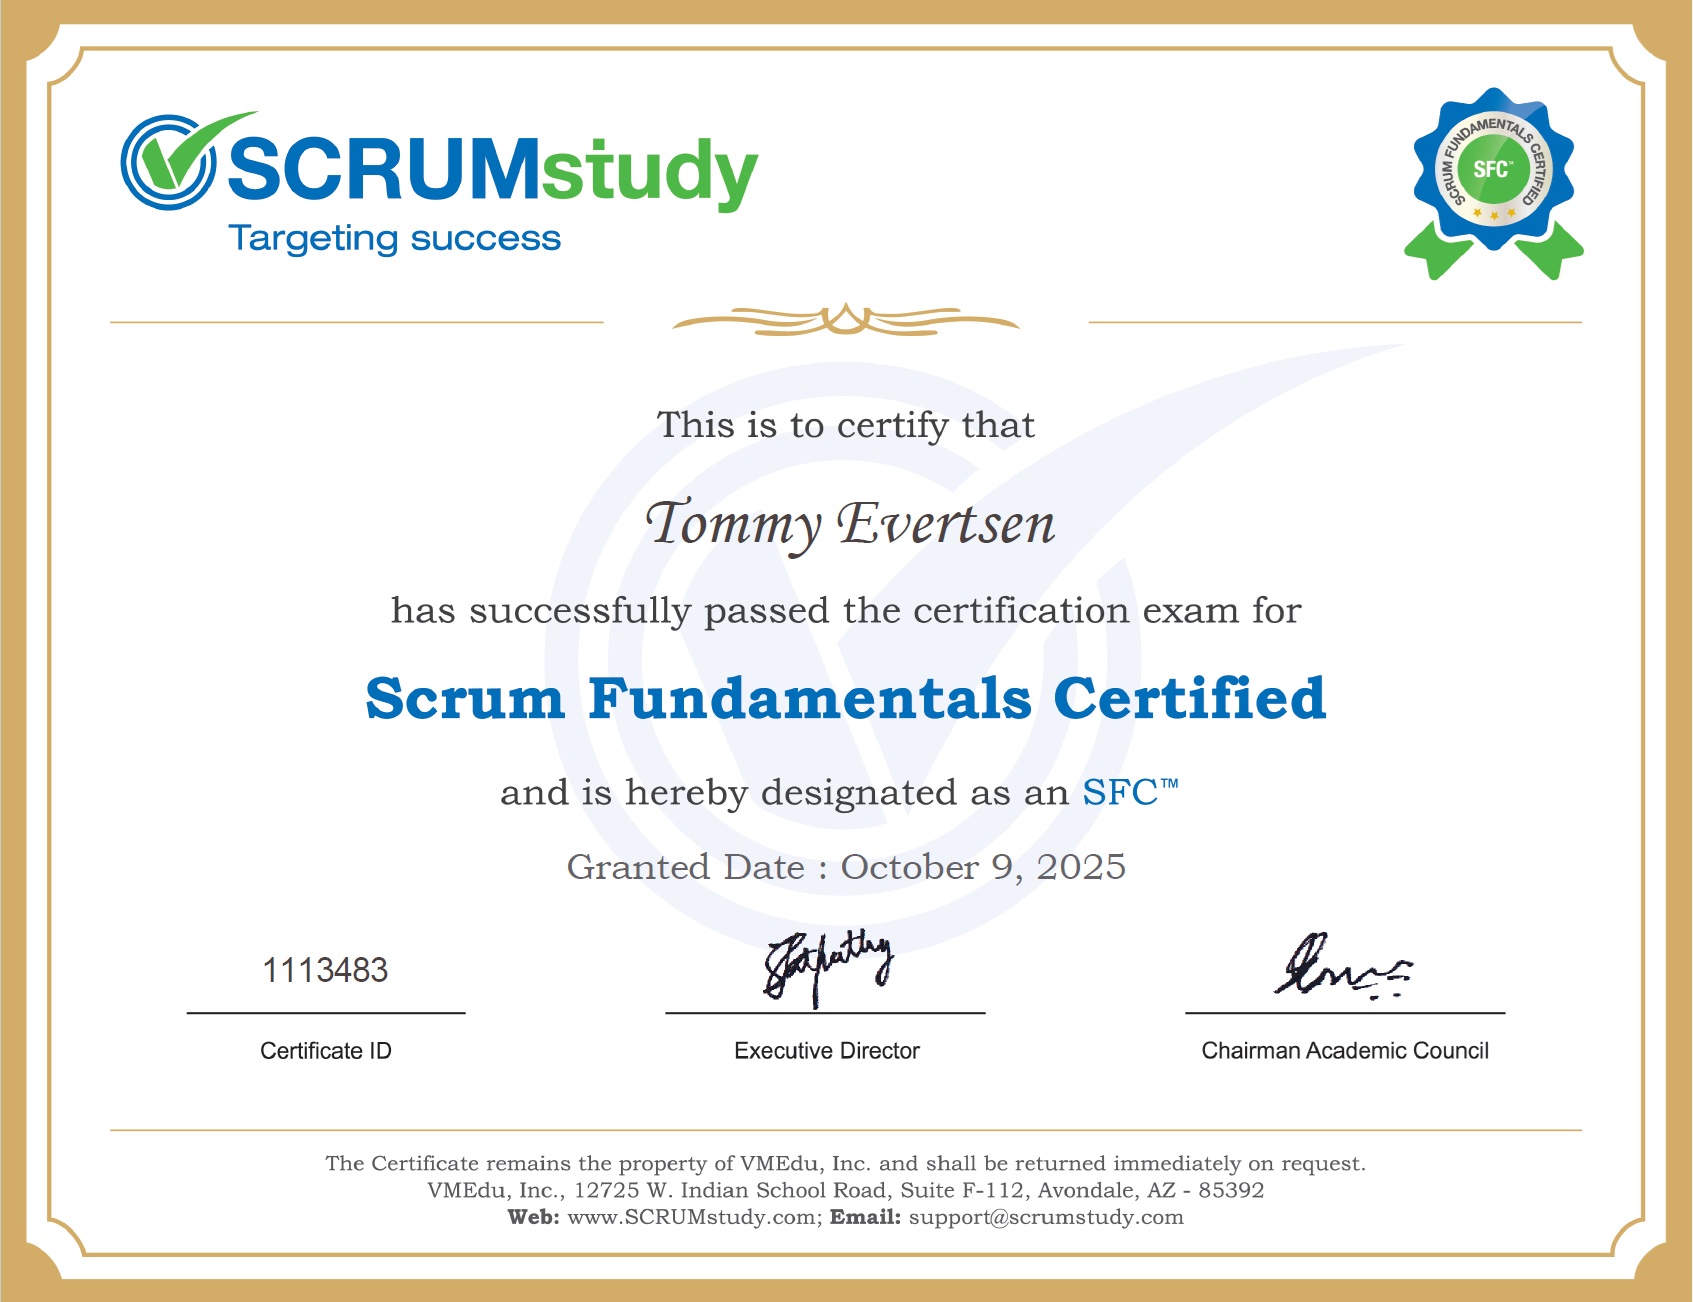 SCRUMstudy
Targeting success
SCRUM FUNDAMENTALS CERTIFIED
SFC™
This is to certify that
Tommy Evertsen
has successfully passed the certification exam for
Scrum Fundamentals Certified
and is hereby designated as an SFC™
Granted Date : October 9, 2025
1113483
Certificate ID
Executive Director
Chairman Academic Council
The Certificate remains the property of VMEdu, Inc. and shall be returned immediately on request.
VMEdu, Inc., 12725 W. Indian School Road, Suite F-112, Avondale, AZ - 85392
Web: www.SCRUMstudy.com; Email: support@scrumstudy.com